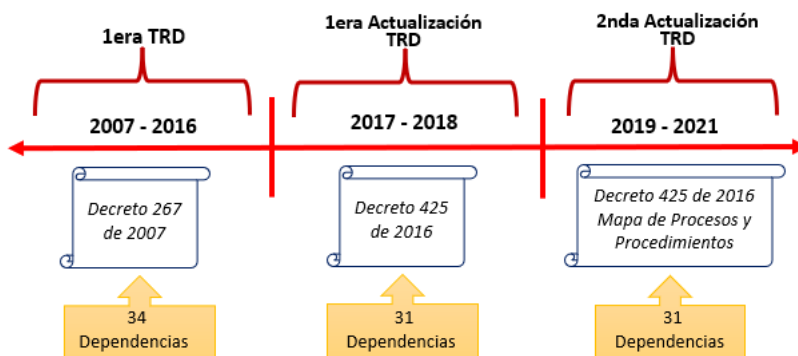 1era TRD
1era Actualización
TRD
2nda Actualización
TRD
2007 - 2016
2017 - 2018
2019 - 2021
Decreto 267
de 2007
Decreto 425
de 2016
Decreto 425 de 2016
Mapa de Procesos y
Procedimientos
34
Dependencias
31
Dependencias
31
Dependencias